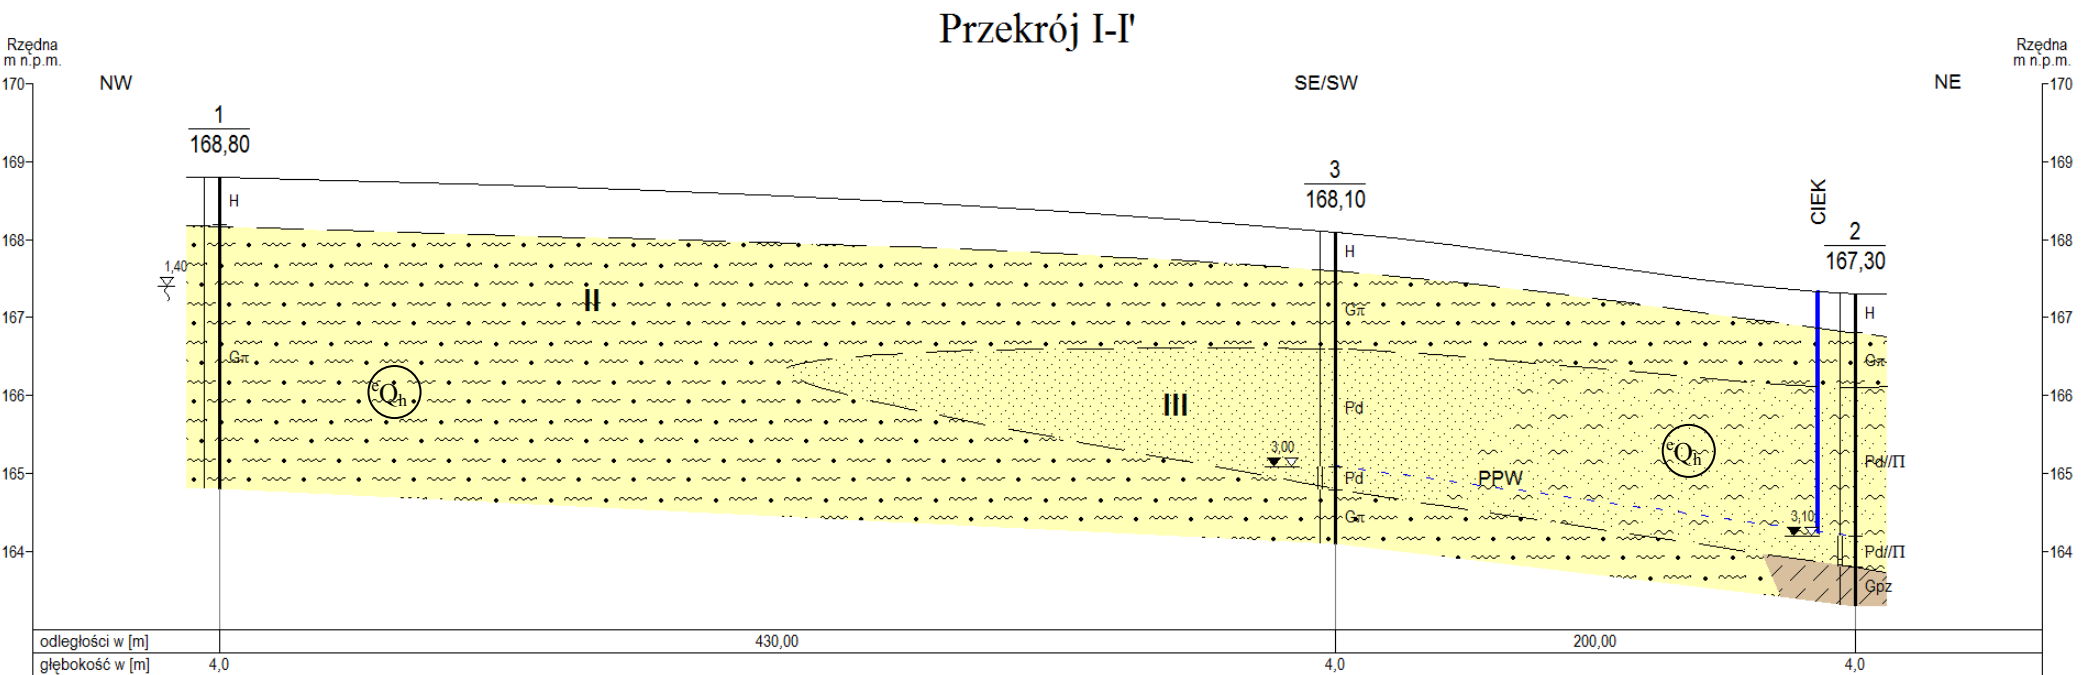 Przekrój I-I'
Rzędna
m n.p.m.
Rzędna
m n.p.m.
NW
SE/SW
NE
170
170
169
169
168
168
167
167
166
166
165
165
164
164
1
168,80
3
168,10
CIEK
2
167,30
H
H
H
1,40
II
Gπ
Gπ
Gπ
eQh
III
Pd
eQh
3,00
Pd
PPW
Pd//Π
Gπ
3,10
Pd//Π
Gpz
odległości w [m]
430,00
200,00
głębokość w [m]
4,0
4,0
4,0